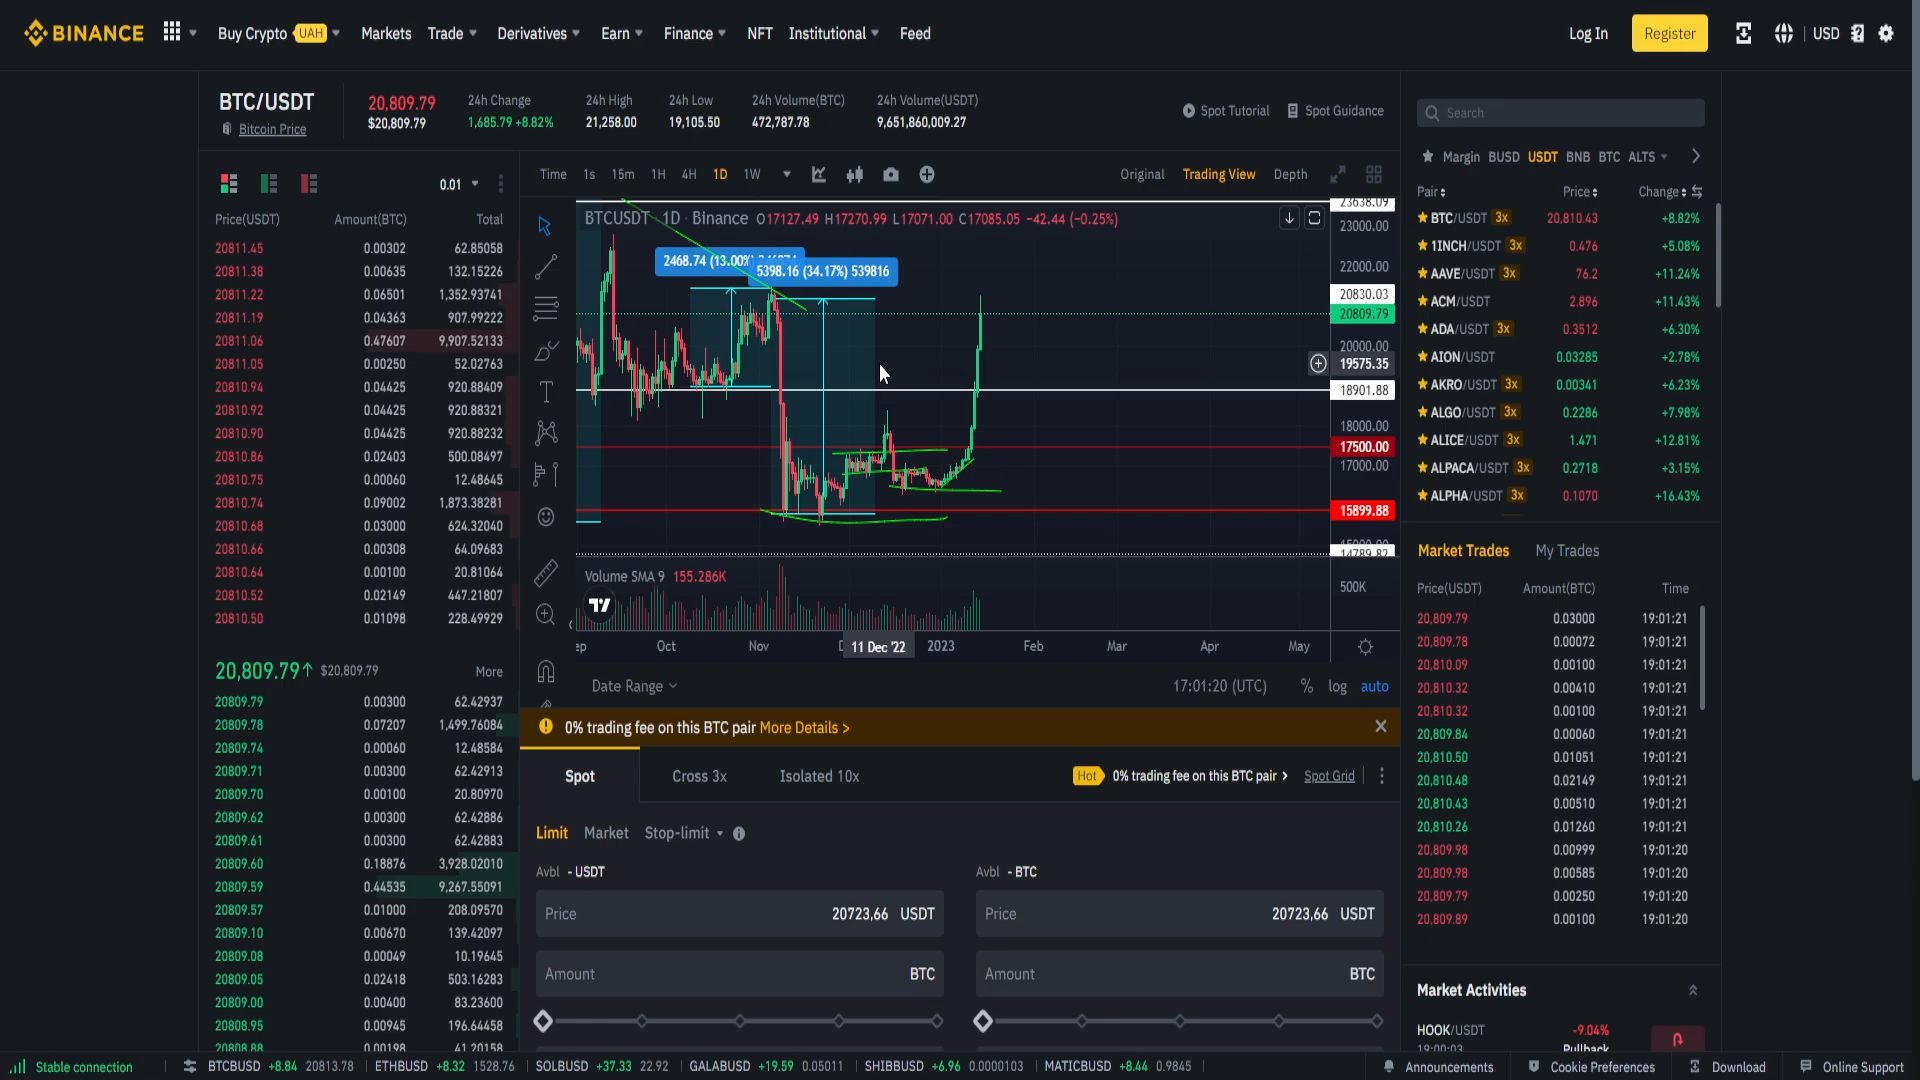 BINANCE
Buy Crypto UAH Markets Trade Derivatives Earn Finance NFT Institutional Feed
Log In Register USD
BTC/USDT
Bitcoin Price
20,809.79
$20,809.79
24h Change
1,685.79 +8.82%
24h High
21,258.00
24h Low
19,105.50
24h Volume(BTC)
472,787.78
24h Volume(USDT)
9,651,860,009.27
Spot Tutorial Spot Guidance
0.01
Price(USDT) Amount(BTC) Total
20811.45 0.00302 62.85058
20811.38 0.00635 132.15226
20811.22 0.06501 1,352.93741
20811.19 0.04363 907.99222
20811.06 0.47607 9,907.52133
20811.05 0.00250 52.02763
20810.94 0.04425 920.88409
20810.92 0.04425 920.88321
20810.90 0.04425 920.88232
20810.86 0.02403 500.08497
20810.75 0.00060 12.48645
20810.74 0.09002 1,873.38281
20810.68 0.03000 624.32040
20810.66 0.00308 64.09683
20810.64 0.00100 20.81064
20810.52 0.02149 447.21807
20810.50 0.01098 228.49929
20,809.79↑ $20,809.79 More
20809.79 0.00300 62.42937
20809.78 0.07207 1,499.76084
20809.74 0.00060 12.48584
20809.71 0.00300 62.42913
20809.70 0.00100 20.80970
20809.62 0.00300 62.42886
20809.61 0.00300 62.42883
20809.60 0.18876 3,928.02010
20809.59 0.44535 9,267.55091
20809.57 0.01000 208.09570
20809.10 0.00670 139.42097
20809.08 0.00049 10.19645
20809.05 0.02418 503.16283
20809.00 0.00400 83.23600
20808.95 0.00945 196.64458
20808.88 0.00198 41.20158
Time 1s 15m 1H 4H 1D 1W
Original Trading View Depth
BTCUSDT 1D Binance O17127.49 H17270.99 L17071.00 C17085.05 −42.44 (−0.25%)
2468.74 (13.00%)
5398.16 (34.17%) 539816
23638.09
23000.00
22000.00
20830.03
20809.79
20000.00
19575.35
18901.88
18000.00
17500.00
17000.00
15899.88
14789.82
Volume SMA 9 155.286K
500K
Oct Nov 11 Dec '22 2023 Feb Mar Apr May
Date Range 17:01:20 (UTC) % log auto
0% trading fee on this BTC pair More Details >
Spot Cross 3x Isolated 10x
Hot 0% trading fee on this BTC pair > Spot Grid
Limit Market Stop-limit
Avbl - USDT
Price 20723,66 USDT
Amount BTC
Avbl - BTC
Price 20723,66 USDT
Amount BTC
Search
Margin BUSD USDT BNB BTC ALTS
Pair Price Change
BTC/USDT 3x 20,810.43 +8.82%
1INCH/USDT 3x 0.476 +5.08%
AAVE/USDT 3x 76.2 +11.24%
ACM/USDT 2.896 +11.43%
ADA/USDT 3x 0.3512 +6.30%
AION/USDT 0.03285 +2.78%
AKRO/USDT 3x 0.00341 +6.23%
ALGO/USDT 3x 0.2286 +7.98%
ALICE/USDT 3x 1.471 +12.81%
ALPACA/USDT 3x 0.2718 +3.15%
ALPHA/USDT 3x 0.1070 +16.43%
Market Trades My Trades
Price(USDT) Amount(BTC) Time
20,809.79 0.03000 19:01:21
20,809.78 0.00072 19:01:21
20,810.09 0.00100 19:01:21
20,810.32 0.00410 19:01:21
20,810.32 0.00100 19:01:21
20,809.84 0.00060 19:01:21
20,810.50 0.01051 19:01:21
20,810.48 0.02149 19:01:21
20,810.43 0.00510 19:01:21
20,810.26 0.01260 19:01:21
20,809.98 0.00999 19:01:20
20,809.98 0.00585 19:01:20
20,809.79 0.00250 19:01:20
20,809.89 0.00100 19:01:20
Market Activities
HOOK/USDT -9.04%
19:00:03 Pullback
Stable connection
BTCBUSD +8.84 20813.78 ETHBUSD +8.32 1528.76 SOLBUSD +37.33 22.92 GALABUSD +19.59 0.05011 SHIBBUSD +6.96 0.0000103 MATICBUSD +8.44 0.9845
Announcements Cookie Preferences Download Online Support